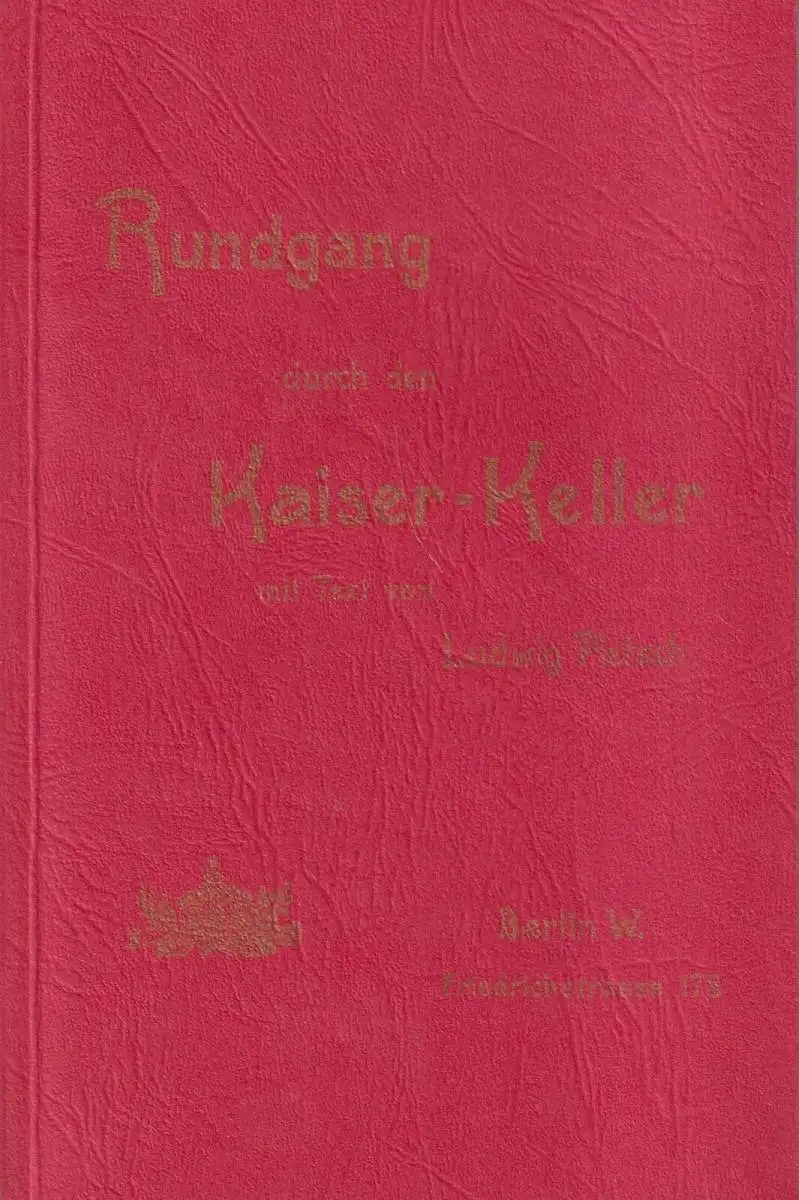 Rundgang
durch den
Kaiser-Keller
mit Text von
Ludwig Pietsch
Berlin W.
Friedrichstrasse 178